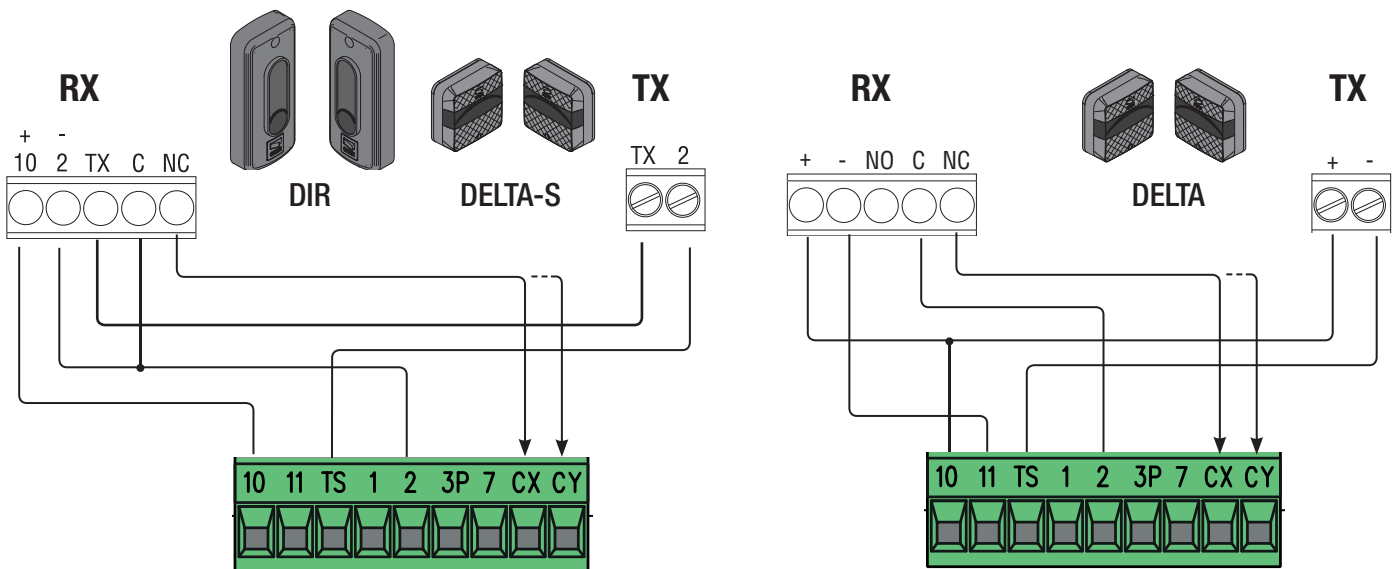 RX
TX
+ -
10 2 TX C NC
TX 2
DIR
DELTA-S
10 11 TS 1 2 3P 7 CX CY
RX
TX
+ - NO C NC
+ -
DELTA
10 11 TS 1 2 3P 7 CX CY